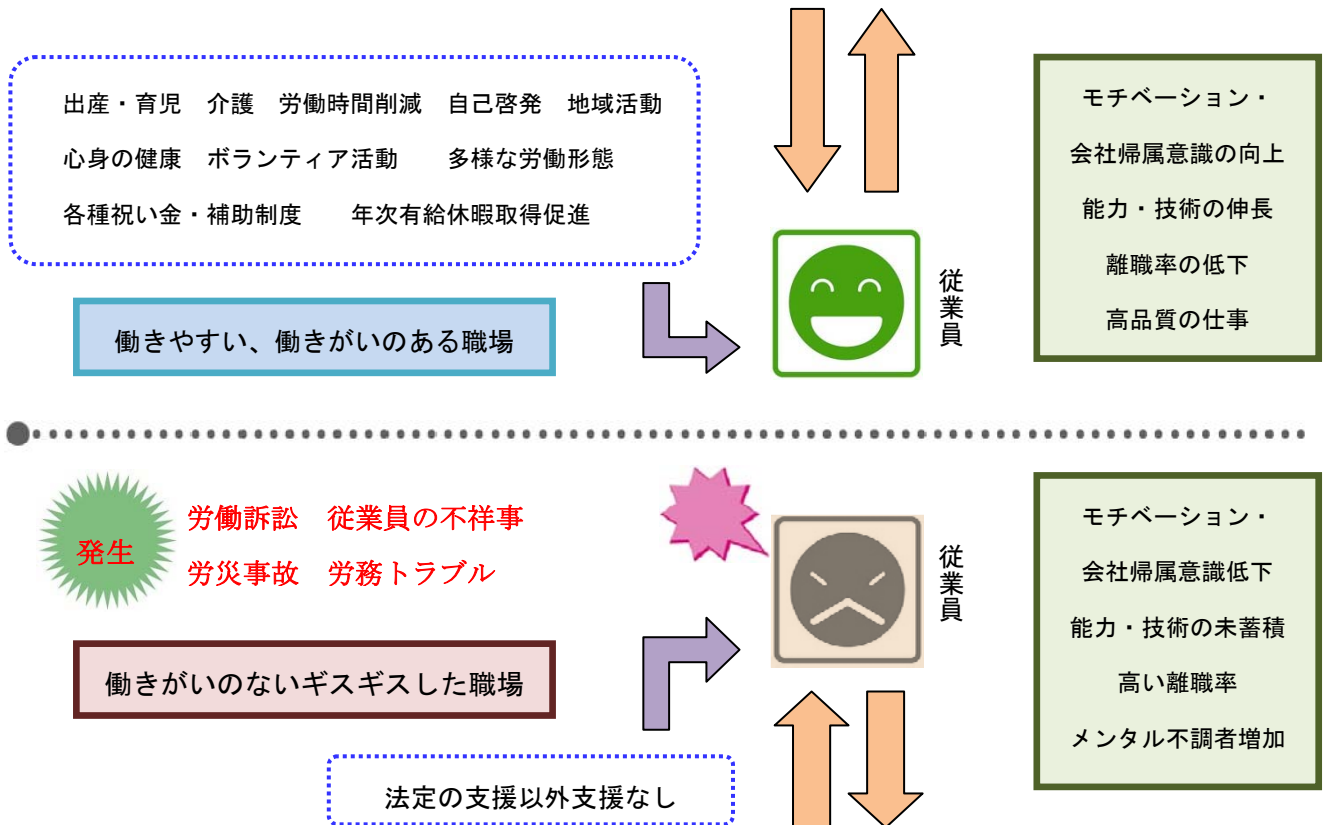 出産・育児　介護　労働時間削減　自己啓発　地域活動
心身の健康　ボランティア活動　　多様な労働形態
各種祝い金・補助制度　　年次有給休暇取得促進
働きやすい、働きがいのある職場
従業員
モチベーション・
会社帰属意識の向上
能力・技術の伸長
離職率の低下
高品質の仕事
発生
労働訴訟　従業員の不祥事
労災事故　労務トラブル
働きがいのないギスギスした職場
法定の支援以外支援なし
従業員
モチベーション・
会社帰属意識低下
能力・技術の未蓄積
高い離職率
メンタル不調者増加